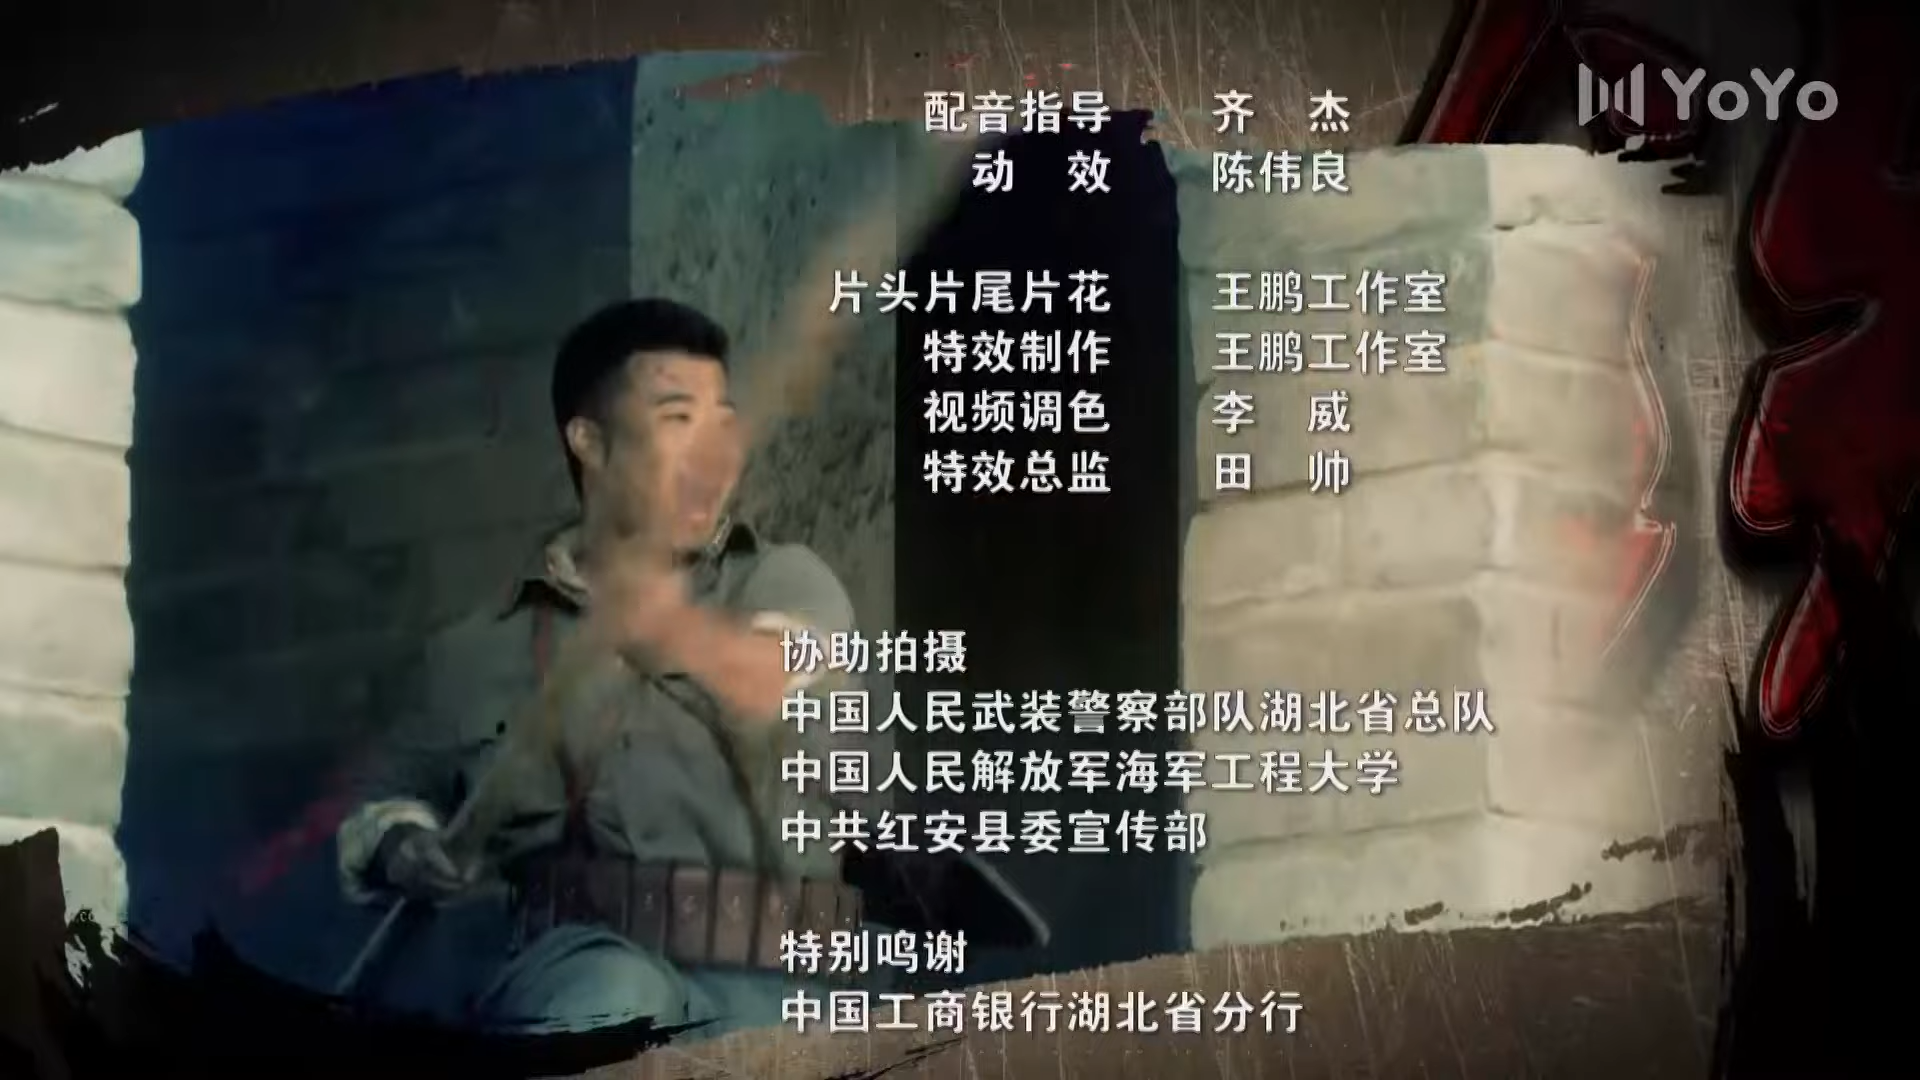 YoYo
配音指导 齐 杰
动 效 陈伟良
片头片尾片花 王鹏工作室
特效制作 王鹏工作室
视频调色 李 威
特效总监 田 帅
协助拍摄
中国人民武装警察部队湖北省总队
中国人民解放军海军工程大学
中共红安县委宣传部
特别鸣谢
中国工商银行湖北省分行